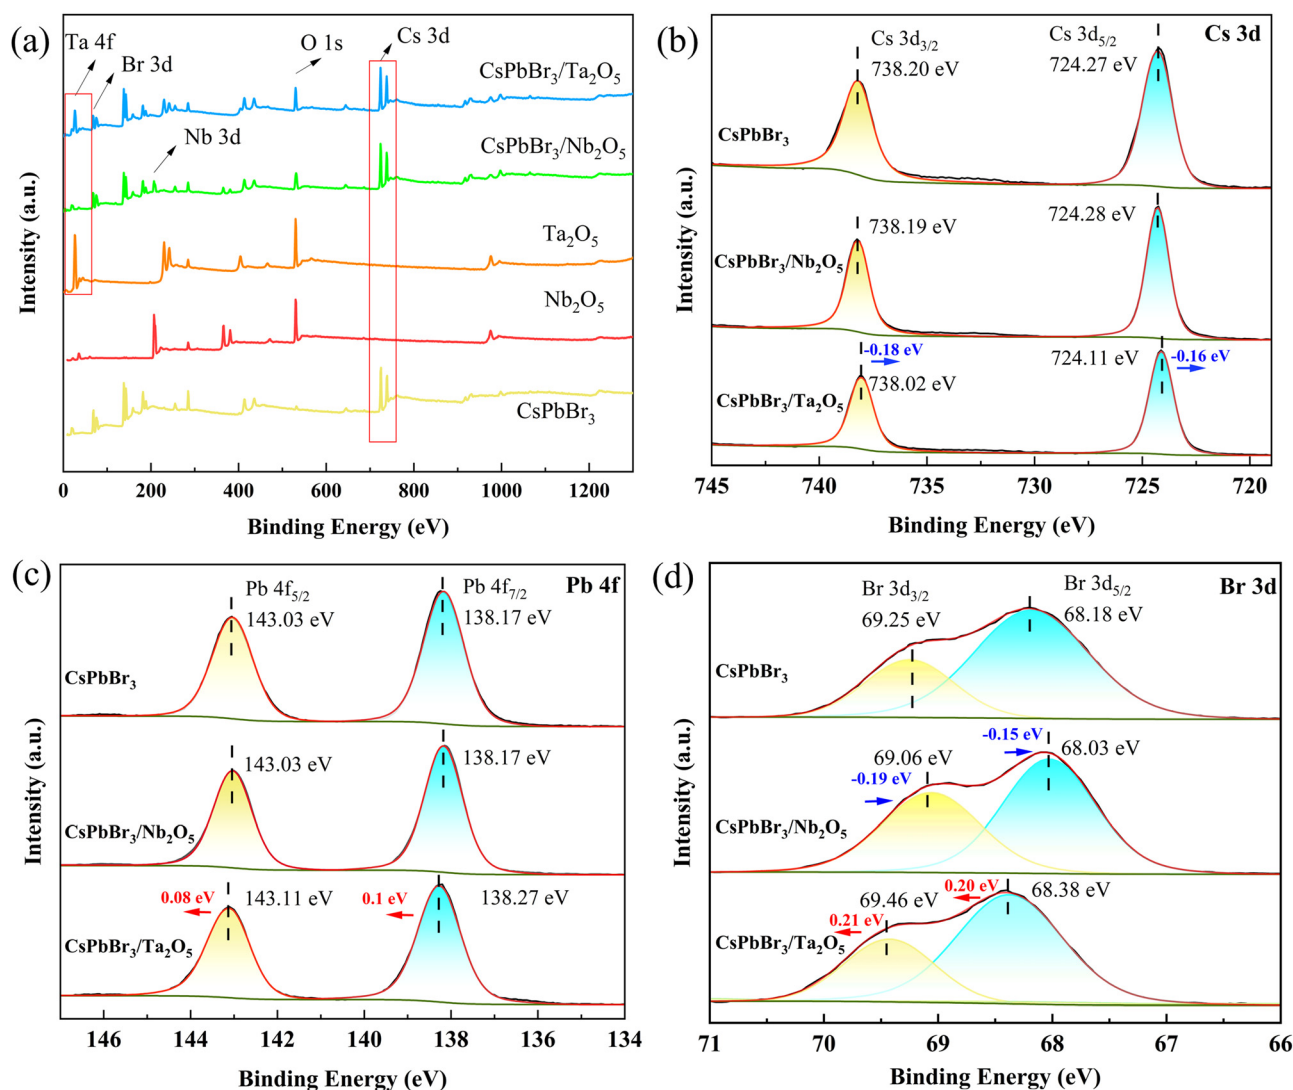 (a)
Ta 4f
Br 3d
O 1s
Cs 3d
CsPbBr₃/Ta₂O₅
Nb 3d
CsPbBr₃/Nb₂O₅
Ta₂O₅
Nb₂O₅
CsPbBr₃
Intensity (a.u.)
0 200 400 600 800 1000 1200
Binding Energy (eV)
(b)
Cs 3d
Cs 3d₃/₂
738.20 eV
Cs 3d₅/₂
724.27 eV
CsPbBr₃
738.19 eV
724.28 eV
CsPbBr₃/Nb₂O₅
-0.18 eV
738.02 eV
724.11 eV
-0.16 eV
CsPbBr₃/Ta₂O₅
Intensity (a.u.)
745 740 735 730 725 720
Binding Energy (eV)
(c)
Pb 4f
Pb 4f₅/₂
143.03 eV
Pb 4f₇/₂
138.17 eV
CsPbBr₃
143.03 eV
138.17 eV
CsPbBr₃/Nb₂O₅
0.08 eV
143.11 eV
0.1 eV
138.27 eV
CsPbBr₃/Ta₂O₅
Intensity (a.u.)
146 144 142 140 138 136 134
Binding Energy (eV)
(d)
Br 3d
Br 3d₃/₂
69.25 eV
Br 3d₅/₂
68.18 eV
CsPbBr₃
-0.15 eV
68.03 eV
69.06 eV
-0.19 eV
CsPbBr₃/Nb₂O₅
0.20 eV
68.38 eV
69.46 eV
0.21 eV
CsPbBr₃/Ta₂O₅
Intensity (a.u.)
71 70 69 68 67 66
Binding Energy (eV)